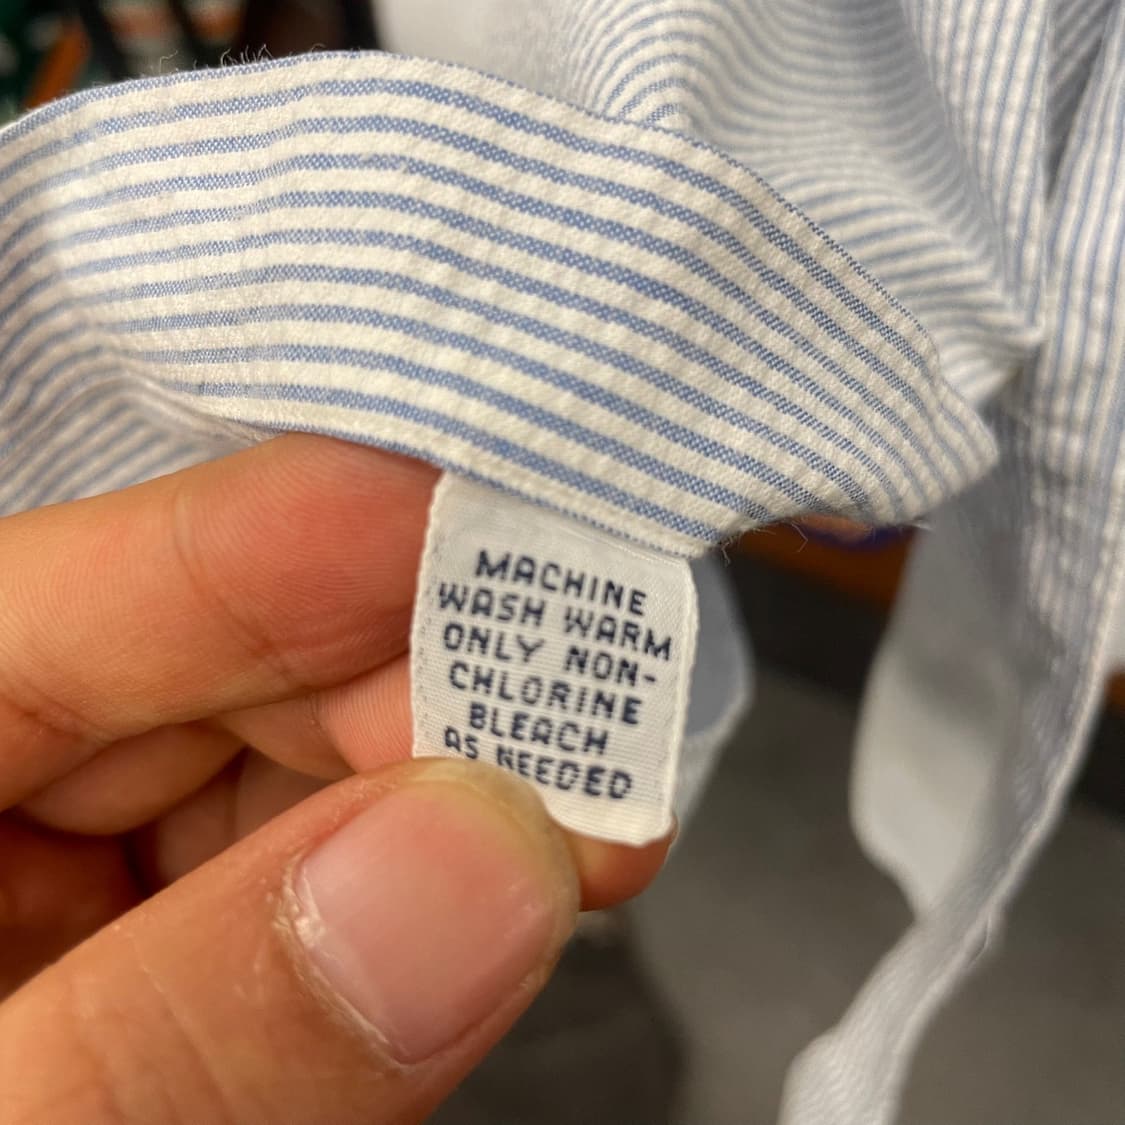 MACHINE
WASH WARM
ONLY NON-
CHLORINE
BLEACH
AS NEEDED